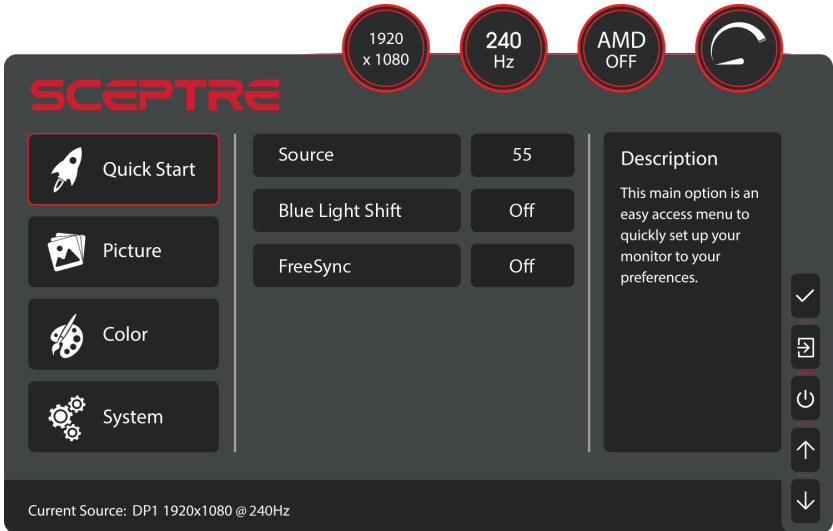 1920
x 1080
240
Hz
AMD
OFF
SCEPTRE
Quick Start
Picture
Color
System
Source
55
Blue Light Shift
Off
FreeSync
Off
Description
This main option is an
easy access menu to
quickly set up your
monitor to your
preferences.
Current Source: DP1 1920x1080 @ 240Hz